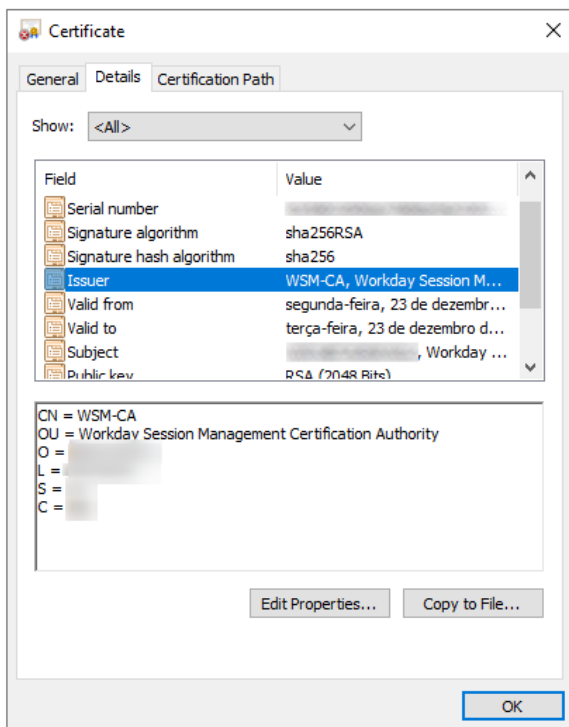 Certificate
General Details Certification Path
Show: <All>
Field Value
Serial number
Signature algorithm sha256RSA
Signature hash algorithm sha256
Issuer WSM-CA, Workday Session M...
Valid from segunda-feira, 23 de dezembr...
Valid to terça-feira, 23 de dezembro d...
Subject , Workday ...
Public key RSA (2048 Bits)
CN = WSM-CA
OU = Workday Session Management Certification Authority
O =
L =
S =
C =
Edit Properties... Copy to File...
OK